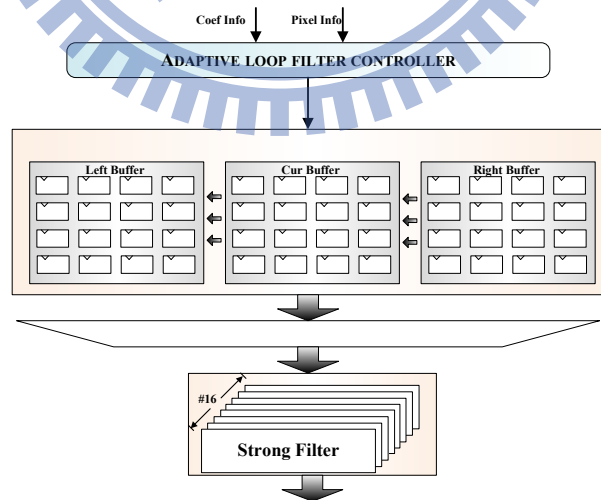 Coef Info Pixel Info
ADAPTIVE LOOP FILTER CONTROLLER
Left Buffer Cur Buffer Right Buffer
#16
Strong Filter